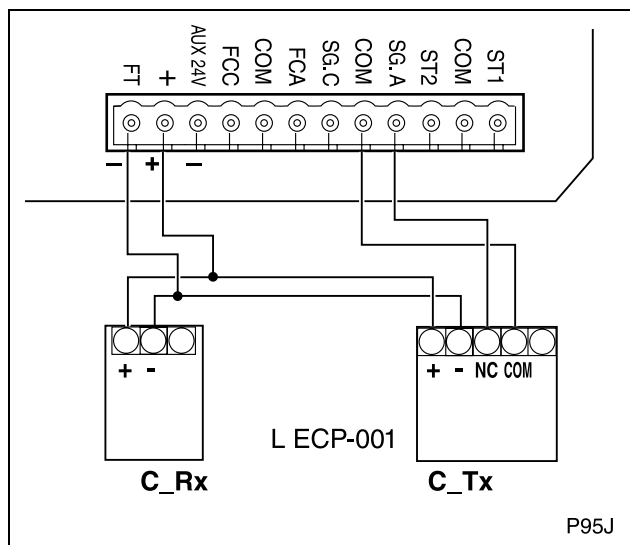 FT + AUX 24V FCC COM FCA SG.C COM SG.A ST2 COM ST1
− + −
+ - + - NC COM
L ECP-001
C_Rx C_Tx
P95J